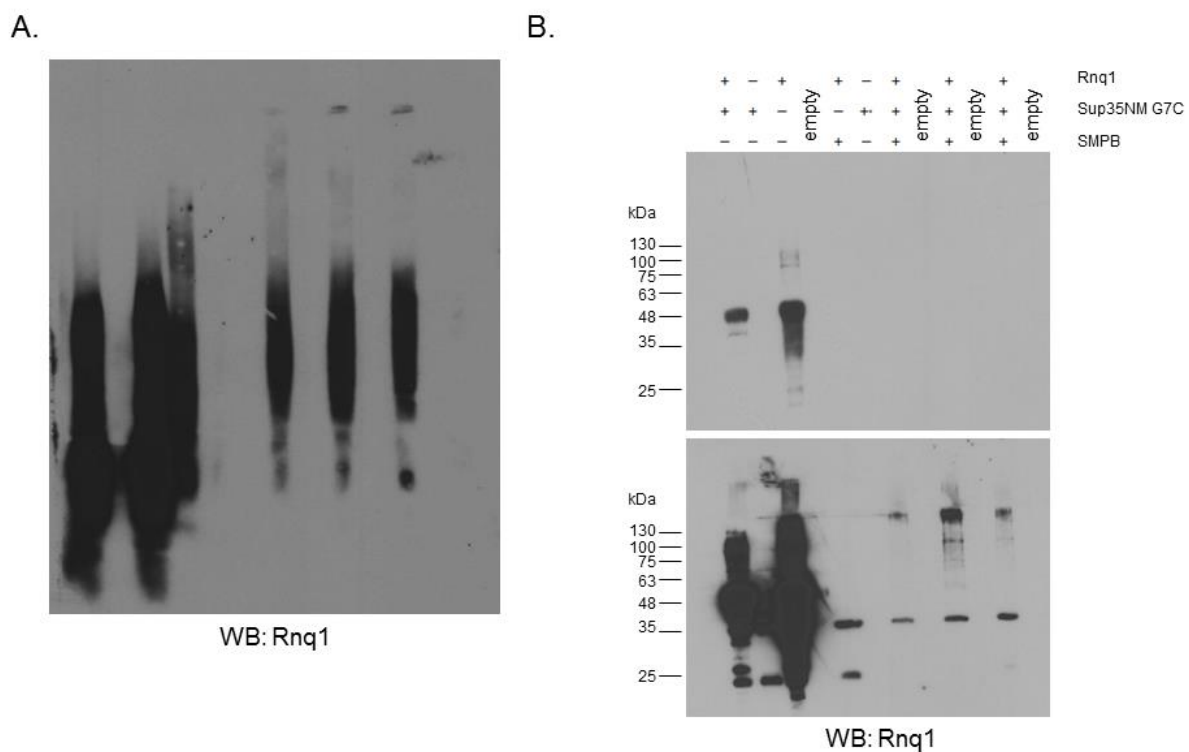 A.
WB: Rnq1
B.
+ – + empty + – + empty + empty + empty Rnq1
+ + – – + + + + Sup35NM G7C
– – – + – + + + SMPB
kDa
130
100
75
63
48
35
25
kDa
130
100
75
63
48
35
25
WB: Rnq1